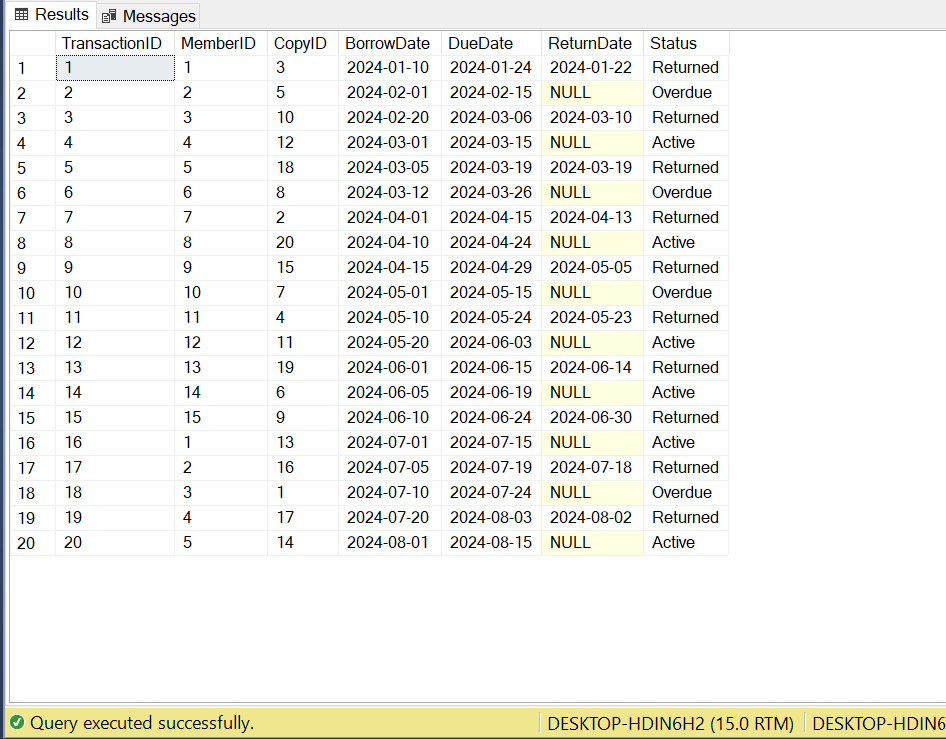 Results Messages
TransactionID MemberID CopyID BorrowDate DueDate ReturnDate Status
1 1 1 3 2024-01-10 2024-01-24 2024-01-22 Returned
2 2 2 5 2024-02-01 2024-02-15 NULL Overdue
3 3 3 10 2024-02-20 2024-03-06 2024-03-10 Returned
4 4 4 12 2024-03-01 2024-03-15 NULL Active
5 5 5 18 2024-03-05 2024-03-19 2024-03-19 Returned
6 6 6 8 2024-03-12 2024-03-26 NULL Overdue
7 7 7 2 2024-04-01 2024-04-15 2024-04-13 Returned
8 8 8 20 2024-04-10 2024-04-24 NULL Active
9 9 9 15 2024-04-15 2024-04-29 2024-05-05 Returned
10 10 10 7 2024-05-01 2024-05-15 NULL Overdue
11 11 11 4 2024-05-10 2024-05-24 2024-05-23 Returned
12 12 12 11 2024-05-20 2024-06-03 NULL Active
13 13 13 19 2024-06-01 2024-06-15 2024-06-14 Returned
14 14 14 6 2024-06-05 2024-06-19 NULL Active
15 15 15 9 2024-06-10 2024-06-24 2024-06-30 Returned
16 16 1 13 2024-07-01 2024-07-15 NULL Active
17 17 2 16 2024-07-05 2024-07-19 2024-07-18 Returned
18 18 3 1 2024-07-10 2024-07-24 NULL Overdue
19 19 4 17 2024-07-20 2024-08-03 2024-08-02 Returned
20 20 5 14 2024-08-01 2024-08-15 NULL Active
Query executed successfully. DESKTOP-HDIN6H2 (15.0 RTM) DESKTOP-HDIN6